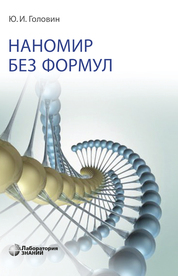 Ю. И. Головин
НАНОМИР
БЕЗ ФОРМУЛ
Лаборатория
ЗНАНИЙ